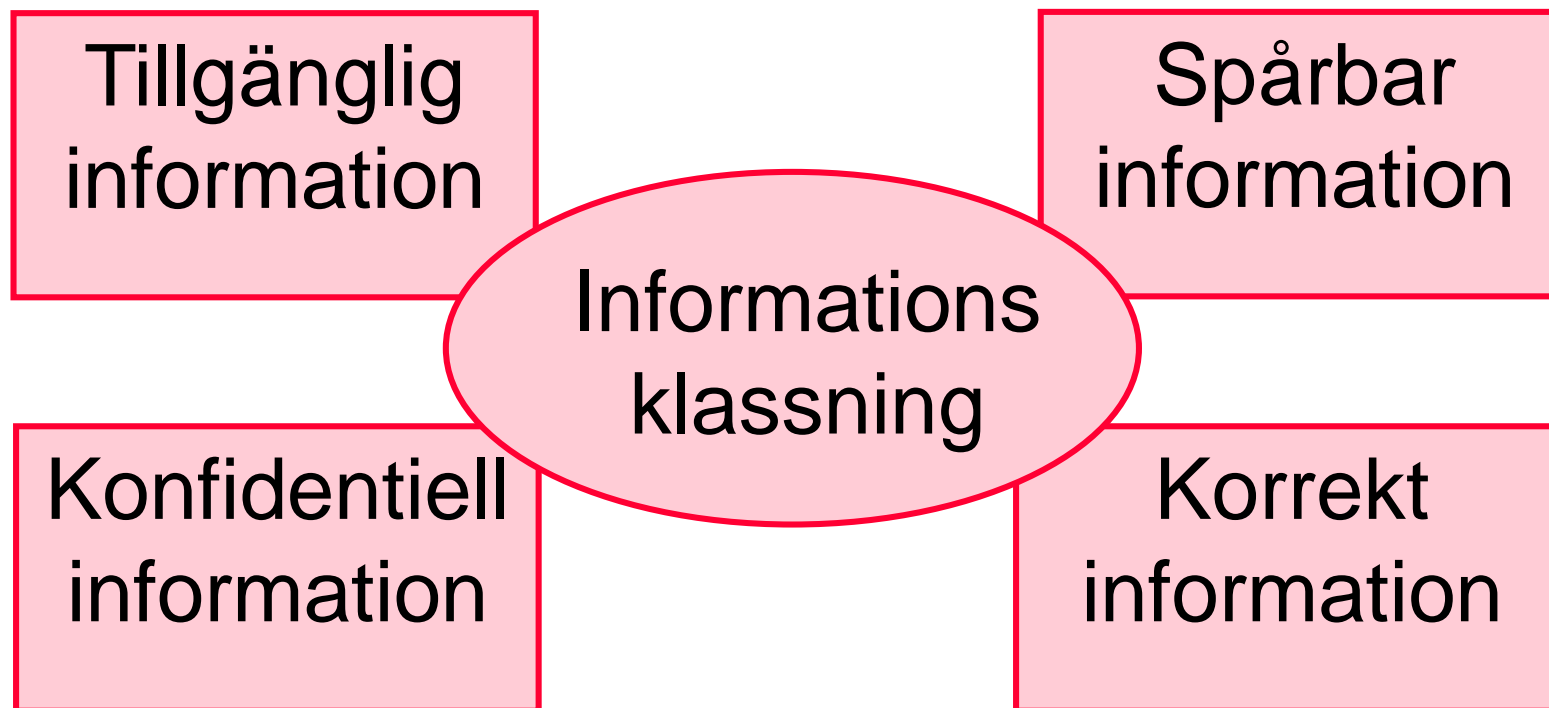 Tillgänglig
information
Spårbar
information
Informations
klassning
Konfidentiell
information
Korrekt
information